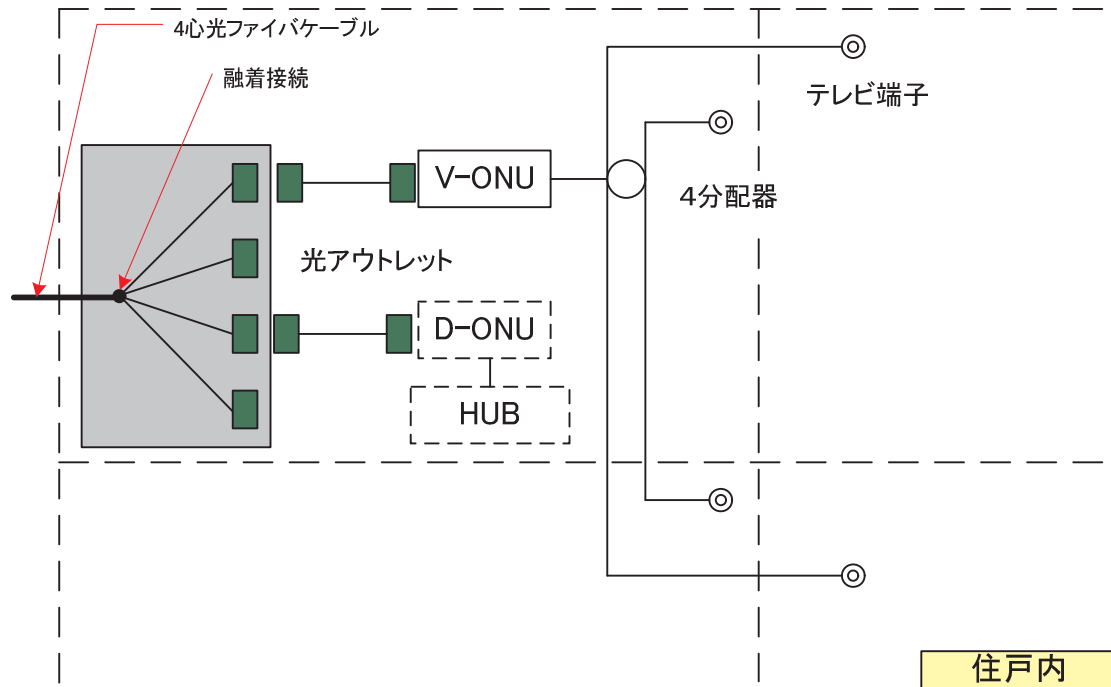 4心光ファイバケーブル
融着接続
テレビ端子
V-ONU
4分配器
光アウトレット
D-ONU
HUB
住戸内